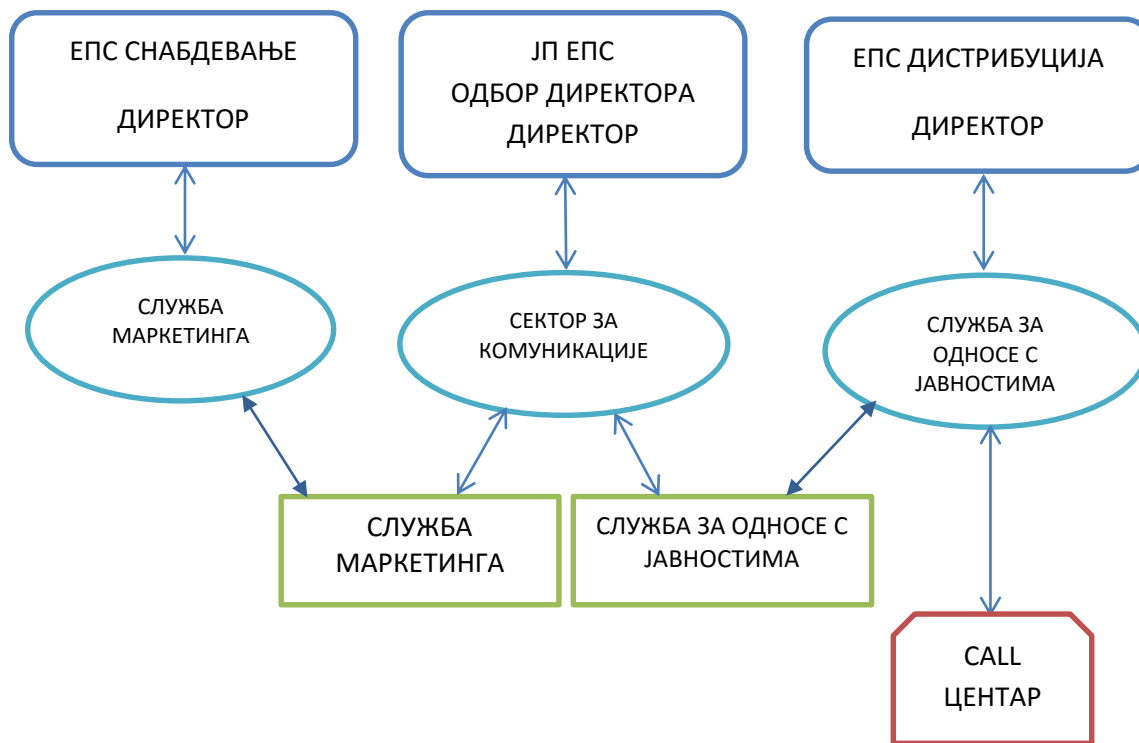 ЕПС СНАБДЕВАЊЕ
ДИРЕКТОР
ЈП ЕПС
ОДБОР ДИРЕКТОРА
ДИРЕКТОР
ЕПС ДИСТРИБУЦИЈА
ДИРЕКТОР
СЛУЖБА
МАРКЕТИНГА
СЕКТОР ЗА
КОМУНИКАЦИЈЕ
СЛУЖБА ЗА
ОДНОСЕ С
ЈАВНОСТИМА
СЛУЖБА
МАРКЕТИНГА
СЛУЖБА ЗА ОДНОСЕ С
ЈАВНОСТИМА
CALL
ЦЕНТАР